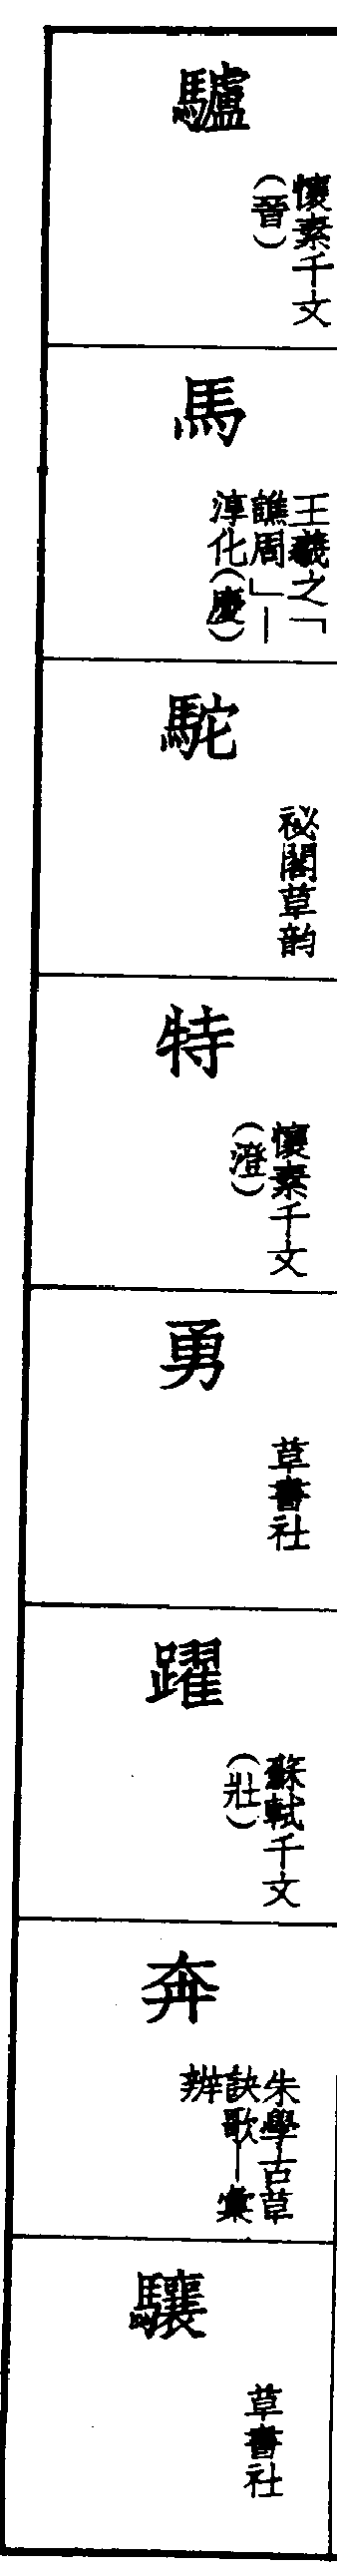 驢
懷素千文
（晉）
馬
王羲之「
譙周」—
淳化（慶）
駝
祕閣草韵
特
懷素千文
（澄）
勇
草書社
躍
蘇軾千文
（壯）
奔
朱學古草
訣歌—彙
辨
驤
草書社